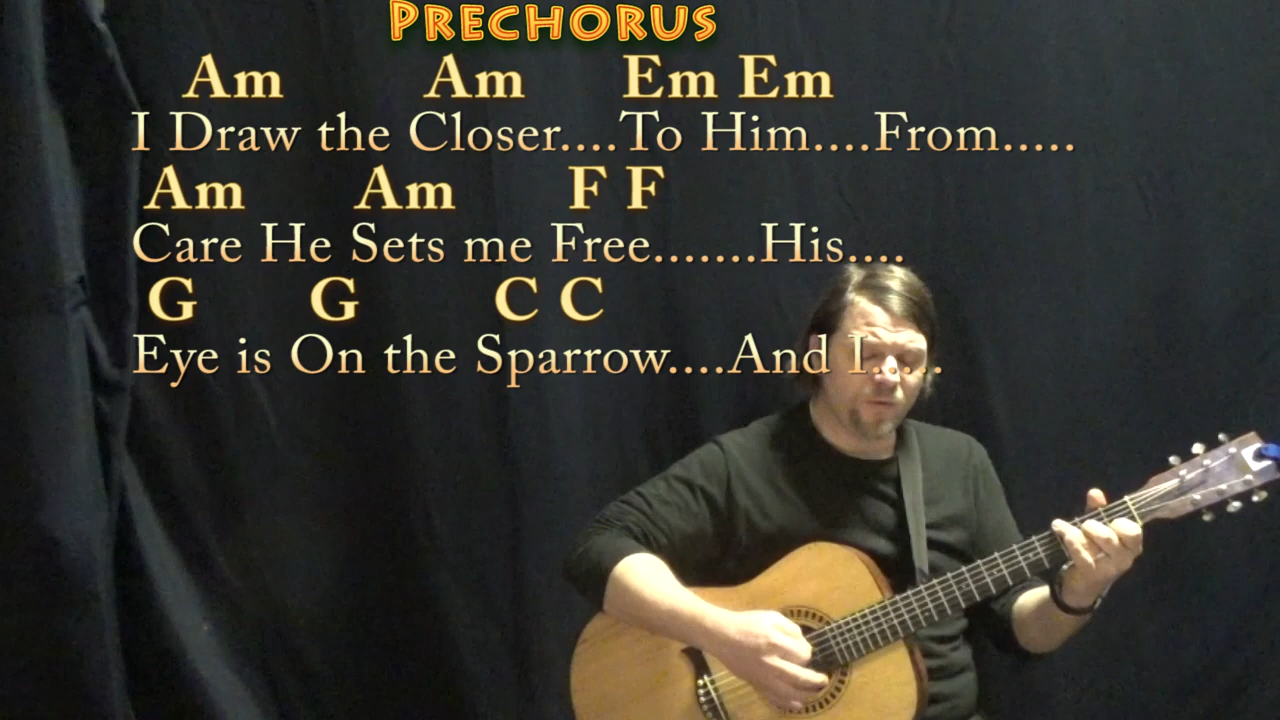 PRECHORUS
Am Am Em Em
I Draw the Closer....To Him....From.....
Am Am F F
Care He Sets me Free.......His....
G G C C
Eye is On the Sparrow....And I.....